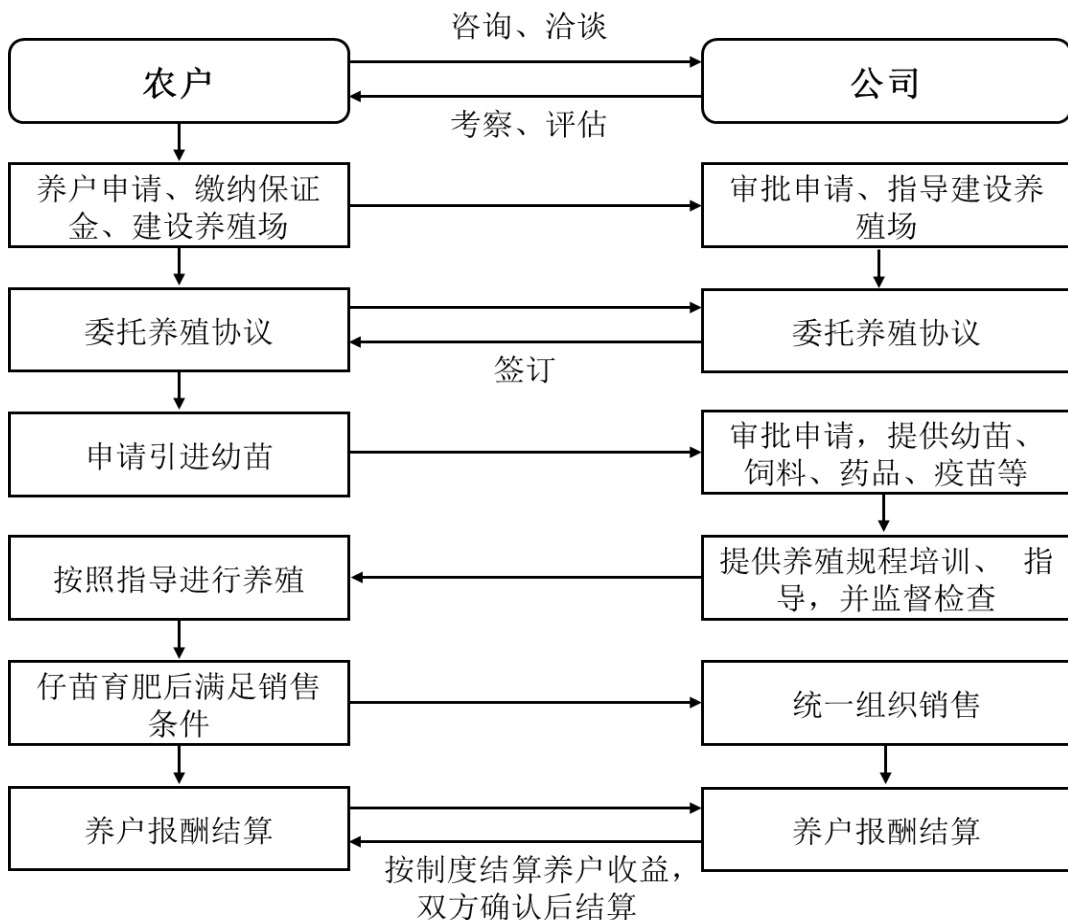 咨询、洽谈
农户
公司
考察、评估
养户申请、缴纳保证
金、建设养殖场
审批申请、指导建设养
殖场
委托养殖协议
委托养殖协议
签订
申请引进幼苗
审批申请，提供幼苗、
饲料、药品、疫苗等
按照指导进行养殖
提供养殖规程培训、 指
导，并监督检查
仔苗育肥后满足销售
条件
统一组织销售
养户报酬结算
养户报酬结算
按制度结算养户收益，
双方确认后结算